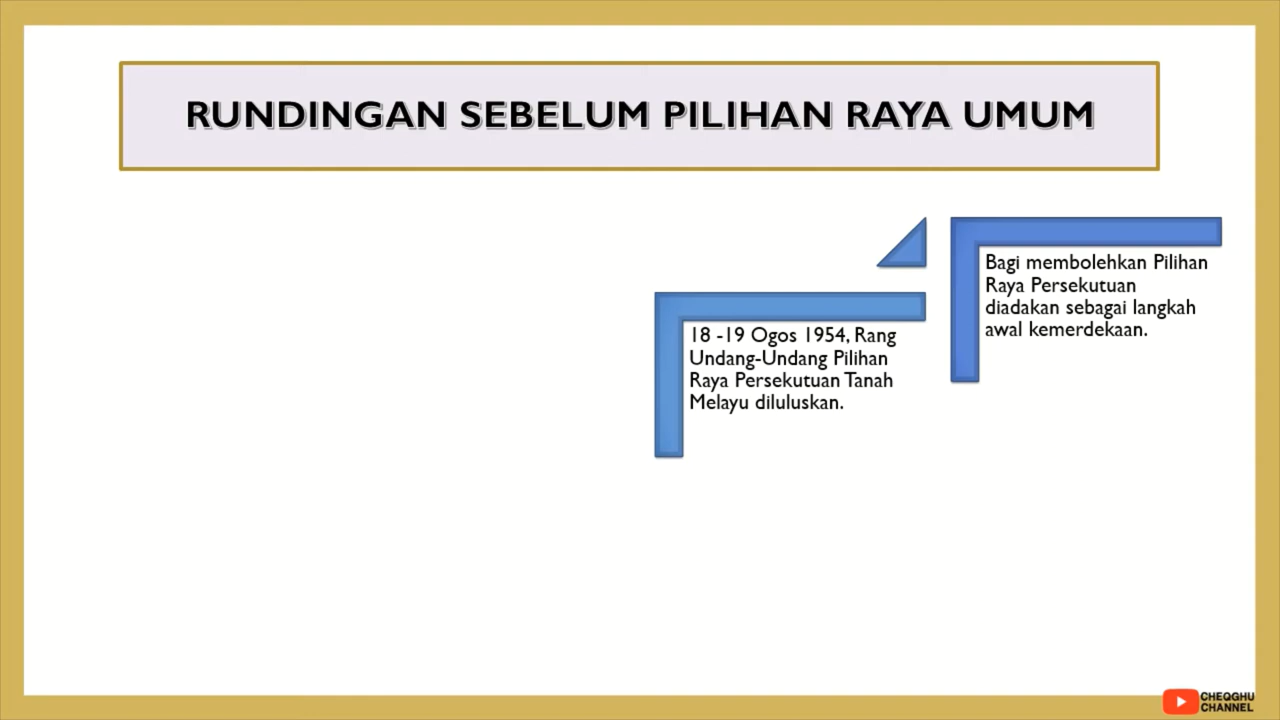 RUNDINGAN SEBELUM PILIHAN RAYA UMUM
18 -19 Ogos 1954, Rang
Undang-Undang Pilihan
Raya Persekutuan Tanah
Melayu diluluskan.
Bagi membolehkan Pilihan
Raya Persekutuan
diadakan sebagai langkah
awal kemerdekaan.
CHEQGHU
CHANNEL